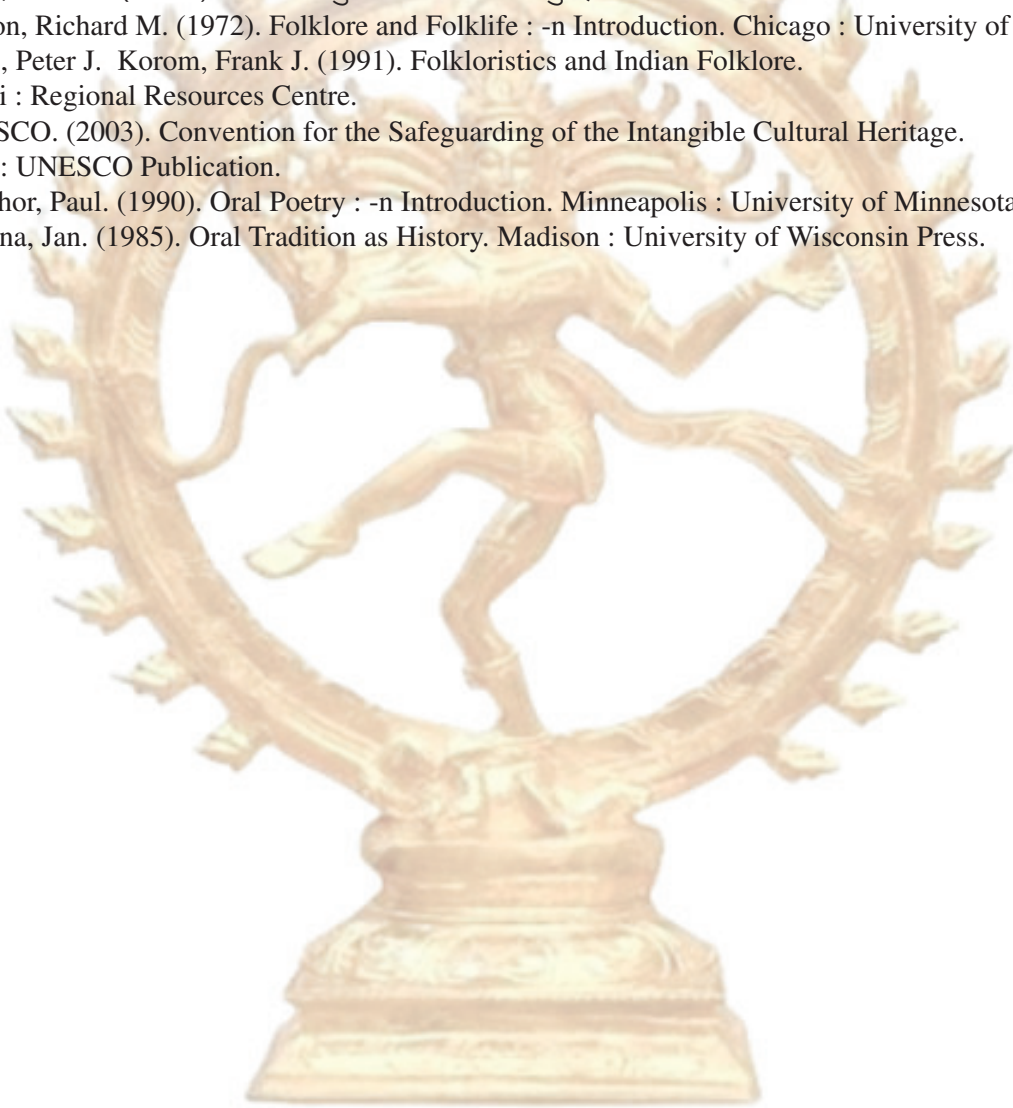 on, Richard M. (1972). Folklore and Folklife : -n Introduction. Chicago : University of
, Peter J. Korom, Frank J. (1991). Folkloristics and Indian Folklore.
i : Regional Resources Centre.
SCO. (2003). Convention for the Safeguarding of the Intangible Cultural Heritage.
: UNESCO Publication.
hor, Paul. (1990). Oral Poetry : -n Introduction. Minneapolis : University of Minnesota
na, Jan. (1985). Oral Tradition as History. Madison : University of Wisconsin Press.